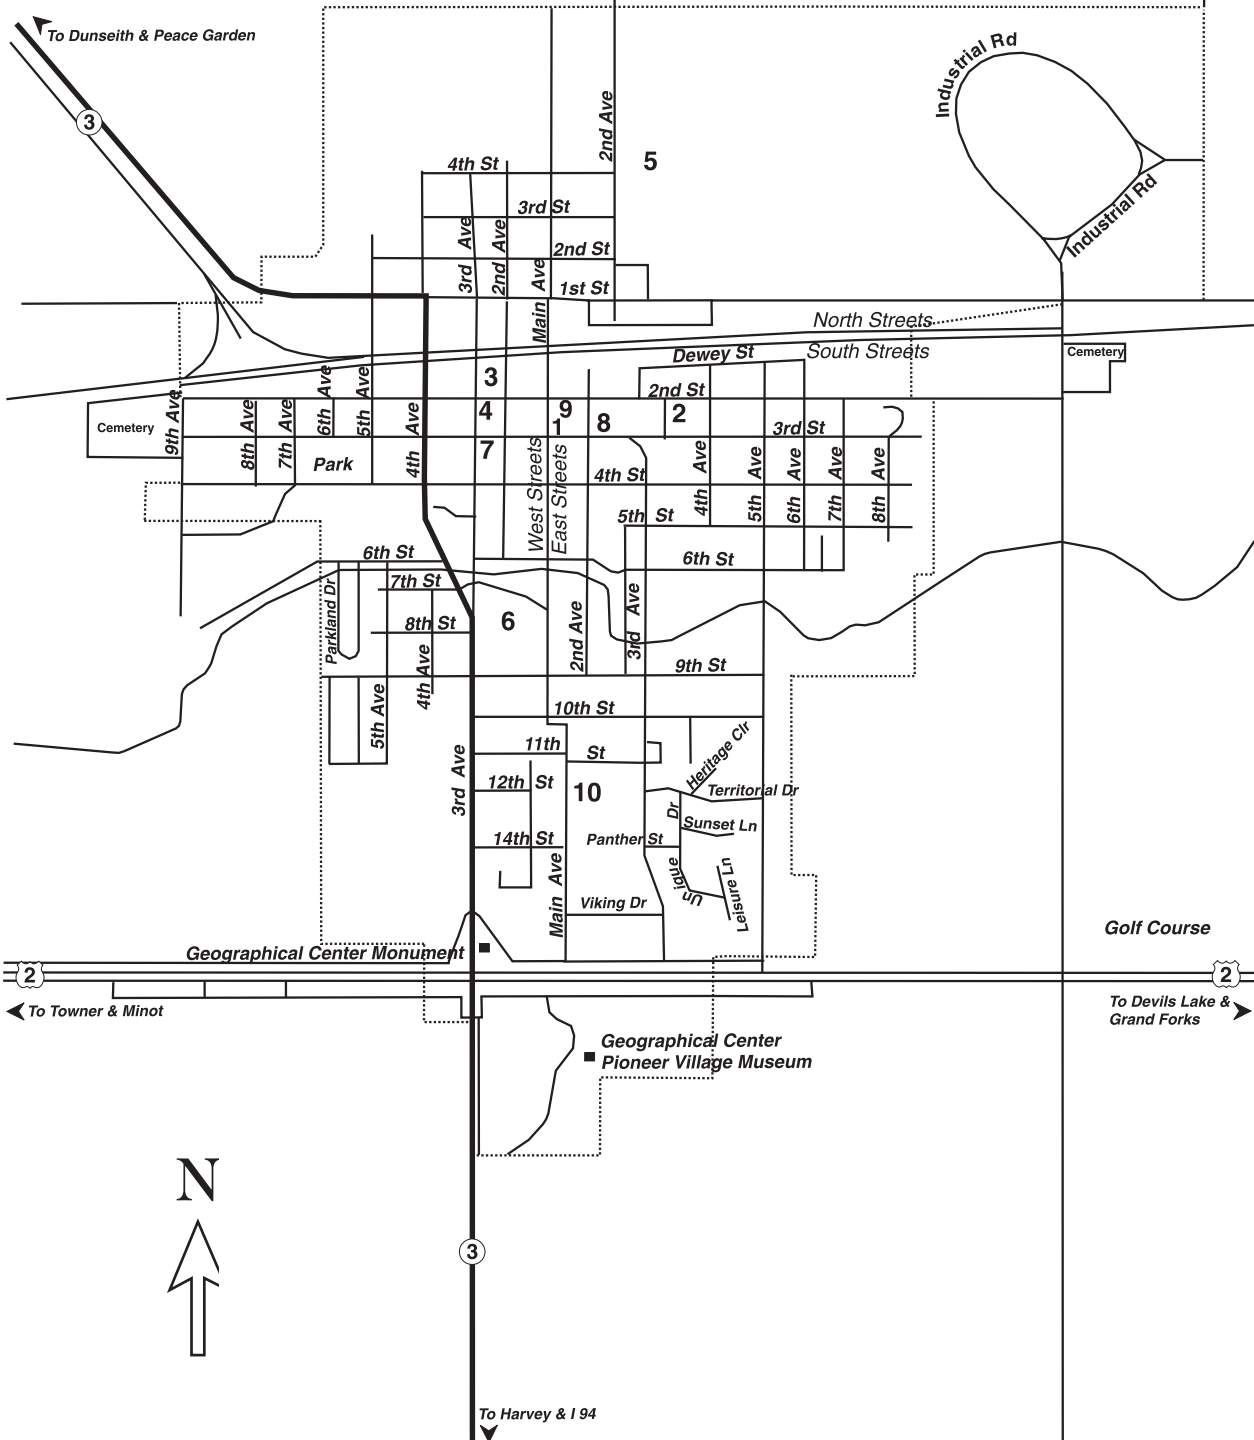 To Dunseith & Peace Garden
3
Industrial Rd
Industrial Rd
2nd Ave
5
4th St
3rd St
2nd St
1st St
3rd Ave
2nd Ave
Main Ave
North Streets
South Streets
Dewey St
Cemetery
3
2nd St
9th Ave
8th Ave
7th Ave
6th Ave
5th Ave
4th Ave
4
9
1
8
2
3rd St
Cemetery
Park
7
West Streets
East Streets
4th St
4th Ave
5th Ave
6th Ave
7th Ave
8th Ave
5th St
6th St
6th St
7th St
Parkland Dr
8th St
6
2nd Ave
3rd Ave
4th Ave
9th St
5th Ave
10th St
11th St
3rd Ave
12th St
10
Heritage Clr
Territorial Dr
14th St
Panther St
Dr
Sunset Ln
Unique
Leisure Ln
Main Ave
Viking Dr
Golf Course
Geographical Center Monument
2
2
To Towner & Minot
To Devils Lake &
Grand Forks
Geographical Center
Pioneer Village Museum
N
3
To Harvey & I 94